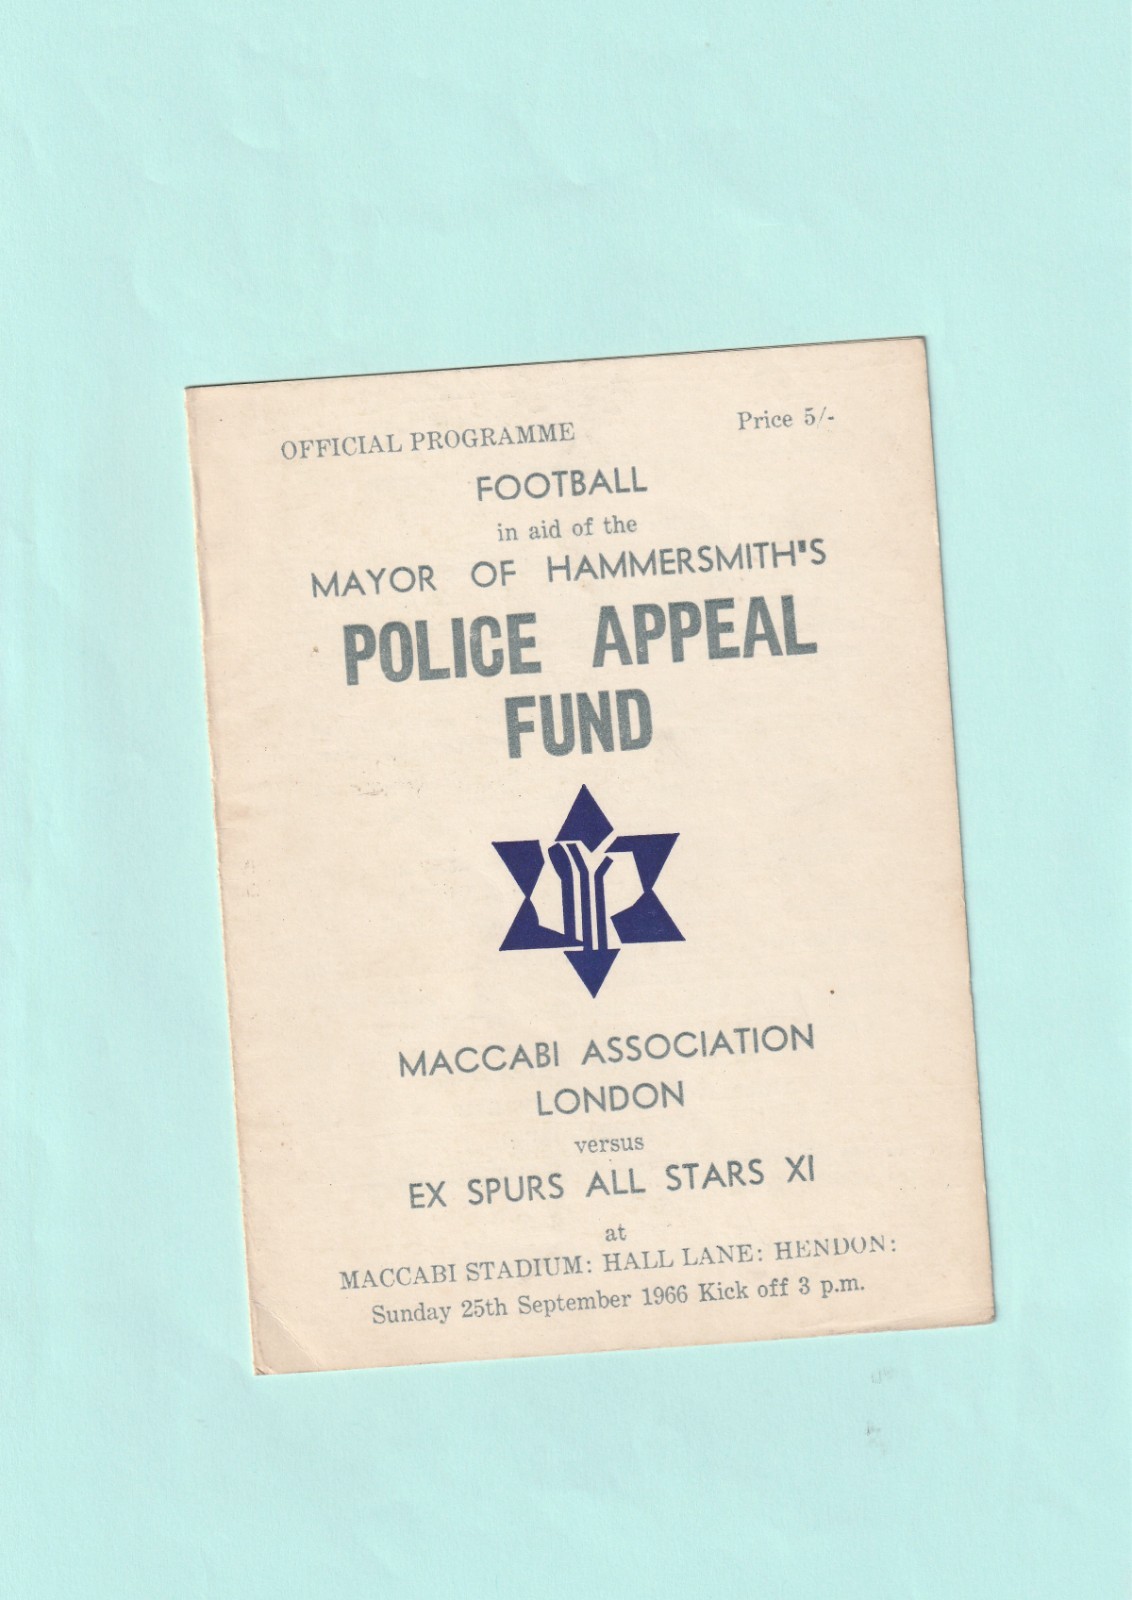 OFFICIAL PROGRAMME Price 5/-
FOOTBALL
in aid of the
MAYOR OF HAMMERSMITH'S
POLICE APPEAL
FUND
MACCABI ASSOCIATION
LONDON
versus
EX SPURS ALL STARS XI
at
MACCABI STADIUM: HALL LANE: HENDON:
Sunday 25th September 1966 Kick off 3 p.m.